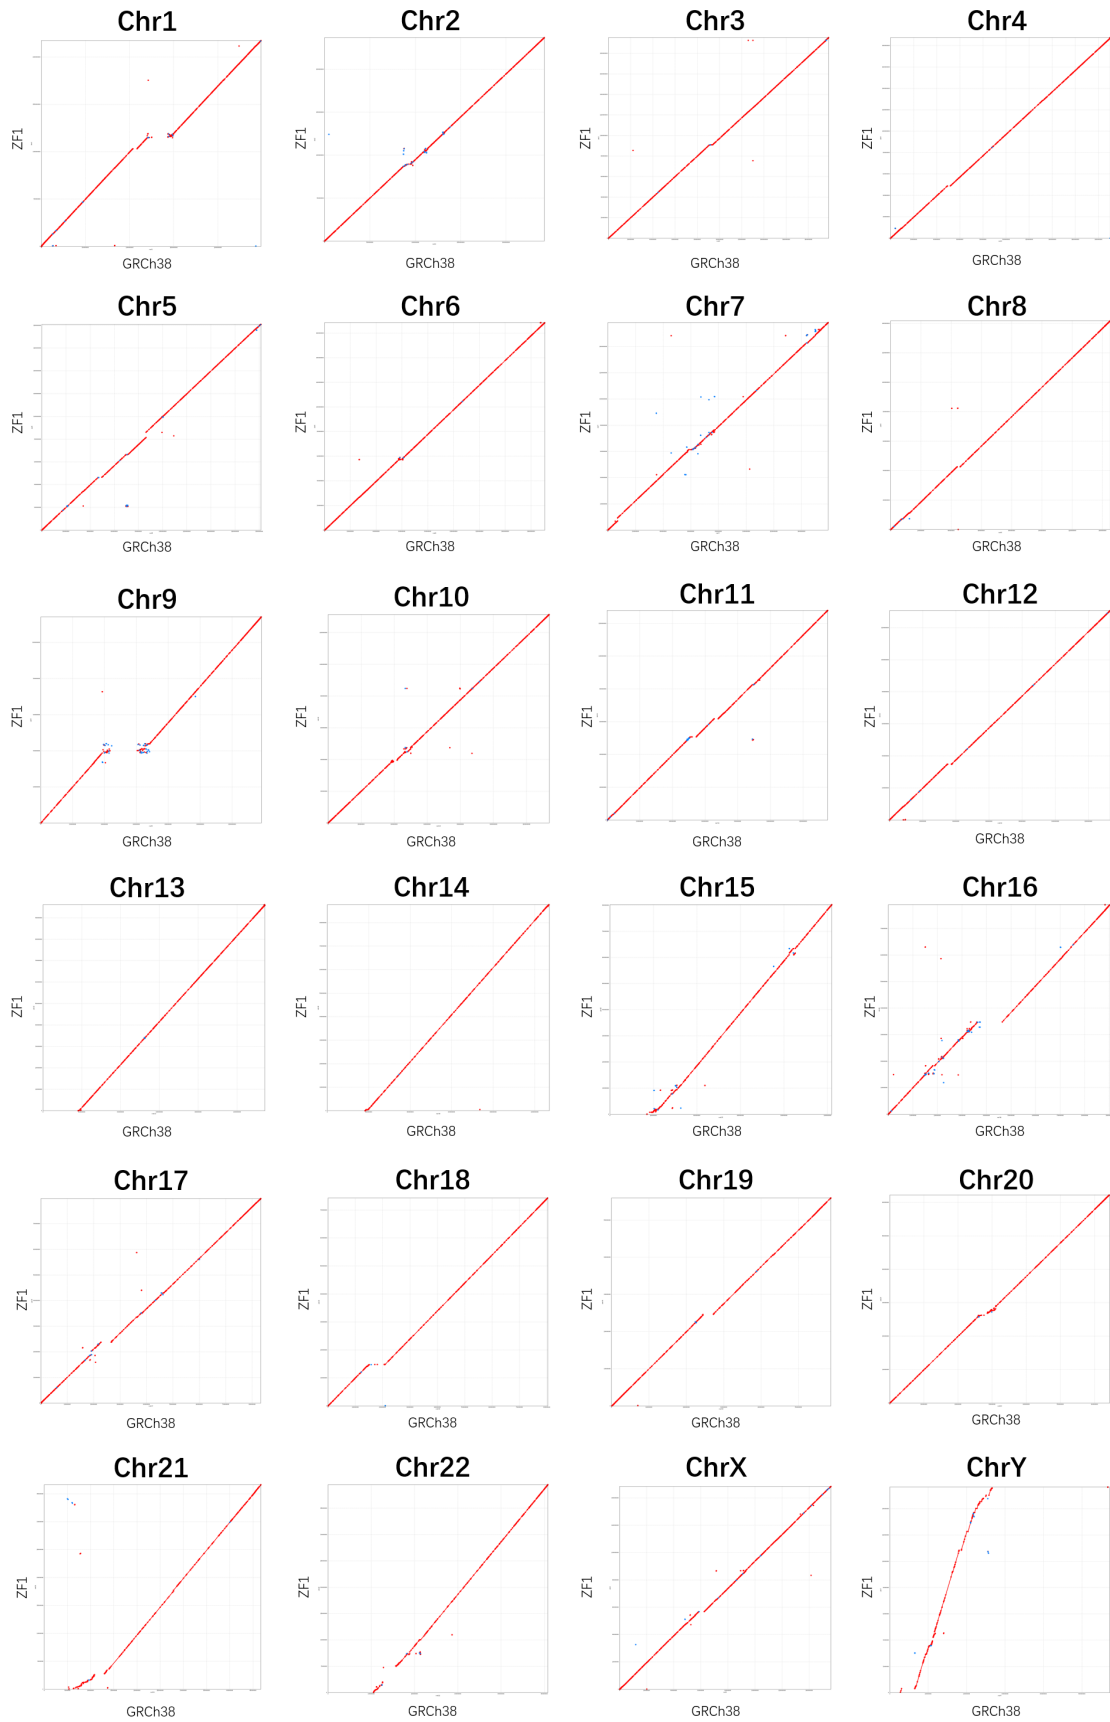 Chr1 Chr2 Chr3 Chr4
ZF1 ZF1 ZF1 ZF1
GRCh38 GRCh38 GRCh38 GRCh38
Chr5 Chr6 Chr7 Chr8
ZF1 ZF1 ZF1 ZF1
GRCh38 GRCh38 GRCh38 GRCh38
Chr9 Chr10 Chr11 Chr12
ZF1 ZF1 ZF1 ZF1
GRCh38 GRCh38 GRCh38 GRCh38
Chr13 Chr14 Chr15 Chr16
ZF1 ZF1 ZF1 ZF1
GRCh38 GRCh38 GRCh38 GRCh38
Chr17 Chr18 Chr19 Chr20
ZF1 ZF1 ZF1 ZF1
GRCh38 GRCh38 GRCh38 GRCh38
Chr21 Chr22 ChrX ChrY
ZF1 ZF1 ZF1 ZF1
GRCh38 GRCh38 GRCh38 GRCh38